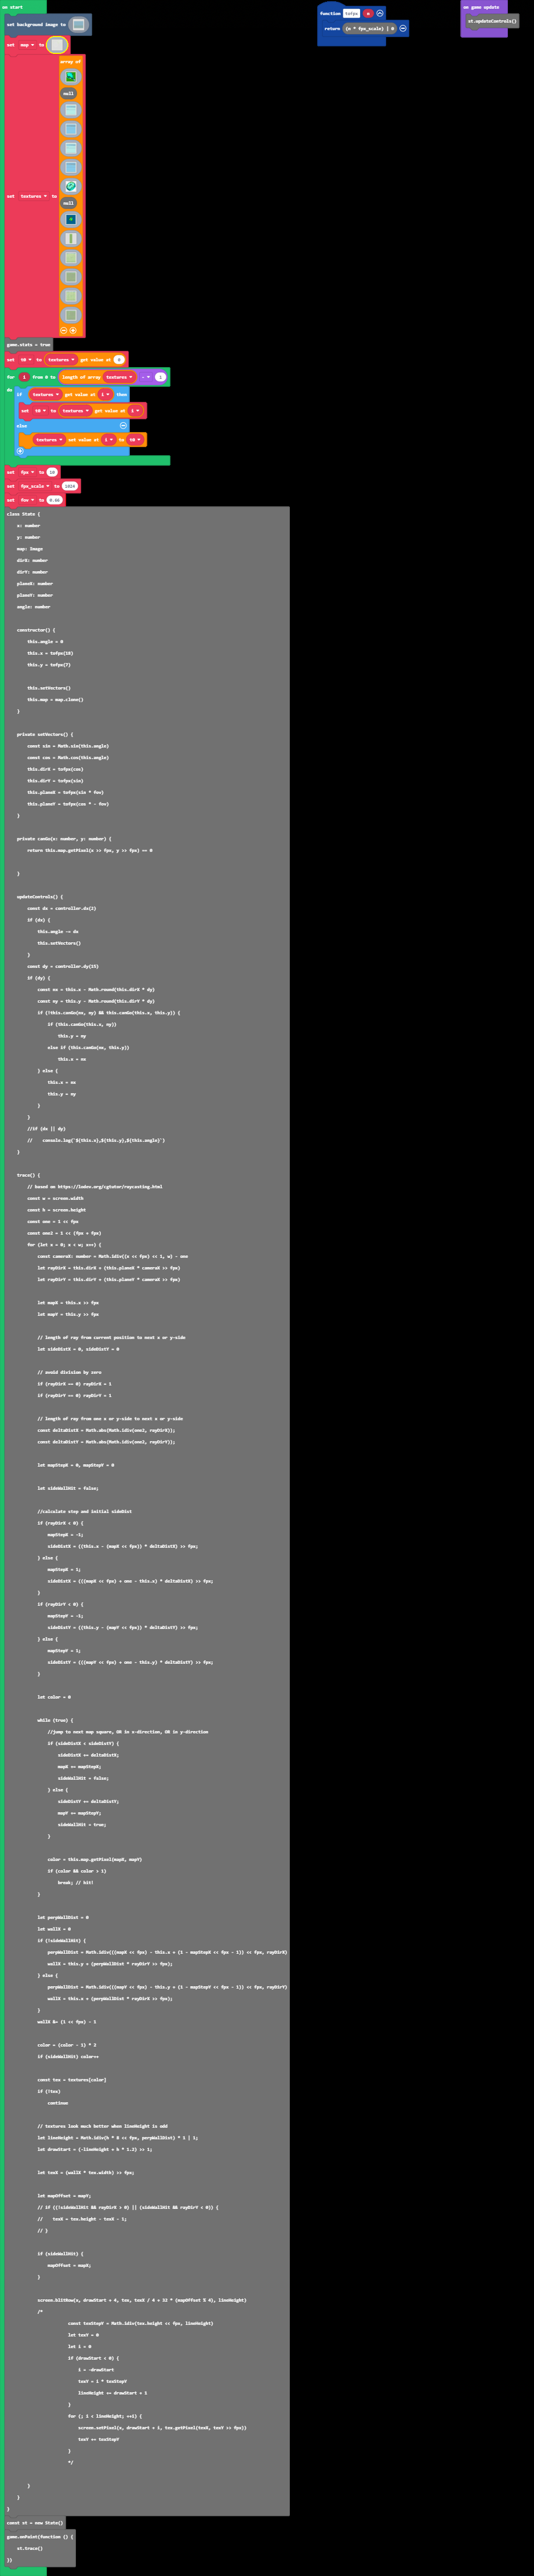 on start
set background image to
set map to
set textures to
array of
null
null
game.stats = true
set t0 to textures get value at 0
for i from 0 to length of array textures - 1
do
if textures get value at i then
set t0 to textures get value at i
else
textures set value at i to t0
set fpx to 10
set fpx_scale to 1024
set fov to 0.66
class State {
x: number
y: number
map: Image
dirX: number
dirY: number
planeX: number
planeY: number
angle: number
constructor() {
this.angle = 0
this.x = tofpx(18)
this.y = tofpx(7)
this.setVectors()
this.map = map.clone()
}
private setVectors() {
const sin = Math.sin(this.angle)
const cos = Math.cos(this.angle)
this.dirX = tofpx(cos)
this.dirY = tofpx(sin)
this.planeX = tofpx(sin * fov)
this.planeY = tofpx(cos * - fov)
}
private canGo(x: number, y: number) {
return this.map.getPixel(x >> fpx, y >> fpx) == 0
}
updateControls() {
const dx = controller.dx(2)
if (dx) {
this.angle -= dx
this.setVectors()
}
const dy = controller.dy(15)
if (dy) {
const nx = this.x - Math.round(this.dirX * dy)
const ny = this.y - Math.round(this.dirY * dy)
if (!this.canGo(nx, ny) && this.canGo(this.x, this.y)) {
if (this.canGo(this.x, ny))
this.y = ny
else if (this.canGo(nx, this.y))
this.x = nx
} else {
this.x = nx
this.y = ny
}
}
//if (dx || dy)
// console.log(`${this.x},${this.y},${this.angle}`)
}
trace() {
// based on https://lodev.org/cgtutor/raycasting.html
const w = screen.width
const h = screen.height
const one = 1 << fpx
const one2 = 1 << (fpx + fpx)
for (let x = 0; x < w; x++) {
const cameraX: number = Math.idiv((x << fpx) << 1, w) - one
let rayDirX = this.dirX + (this.planeX * cameraX >> fpx)
let rayDirY = this.dirY + (this.planeY * cameraX >> fpx)
let mapX = this.x >> fpx
let mapY = this.y >> fpx
// length of ray from current position to next x or y-side
let sideDistX = 0, sideDistY = 0
// avoid division by zero
if (rayDirX == 0) rayDirX = 1
if (rayDirY == 0) rayDirY = 1
// length of ray from one x or y-side to next x or y-side
const deltaDistX = Math.abs(Math.idiv(one2, rayDirX));
const deltaDistY = Math.abs(Math.idiv(one2, rayDirY));
let mapStepX = 0, mapStepY = 0
let sideWallHit = false;
//calculate step and initial sideDist
if (rayDirX < 0) {
mapStepX = -1;
sideDistX = ((this.x - (mapX << fpx)) * deltaDistX) >> fpx;
} else {
mapStepX = 1;
sideDistX = (((mapX << fpx) + one - this.x) * deltaDistX) >> fpx;
}
if (rayDirY < 0) {
mapStepY = -1;
sideDistY = ((this.y - (mapY << fpx)) * deltaDistY) >> fpx;
} else {
mapStepY = 1;
sideDistY = (((mapY << fpx) + one - this.y) * deltaDistY) >> fpx;
}
let color = 0
while (true) {
//jump to next map square, OR in x-direction, OR in y-direction
if (sideDistX < sideDistY) {
sideDistX += deltaDistX;
mapX += mapStepX;
sideWallHit = false;
} else {
sideDistY += deltaDistY;
mapY += mapStepY;
sideWallHit = true;
}
color = this.map.getPixel(mapX, mapY)
if (color && color > 1)
break; // hit!
}
let perpWallDist = 0
let wallX = 0
if (!sideWallHit) {
perpWallDist = Math.idiv(((mapX << fpx) - this.x + (1 - mapStepX << fpx - 1)) << fpx, rayDirX)
wallX = this.y + (perpWallDist * rayDirY >> fpx);
} else {
perpWallDist = Math.idiv(((mapY << fpx) - this.y + (1 - mapStepY << fpx - 1)) << fpx, rayDirY)
wallX = this.x + (perpWallDist * rayDirX >> fpx);
}
wallX &= (1 << fpx) - 1
color = (color - 1) * 2
if (sideWallHit) color++
const tex = textures[color]
if (!tex)
continue
// textures look much better when lineHeight is odd
let lineHeight = Math.idiv(h * 8 << fpx, perpWallDist) * 1 | 1;
let drawStart = (-lineHeight + h * 1.2) >> 1;
let texX = (wallX * tex.width) >> fpx;
let mapOffset = mapY;
// if ((!sideWallHit && rayDirX > 0) || (sideWallHit && rayDirY < 0)) {
// texX = tex.height - texX - 1;
// }
if (sideWallHit) {
mapOffset = mapX;
}
screen.blitRow(x, drawStart + 4, tex, texX / 4 + 32 * (mapOffset % 4), lineHeight)
/*
const texStepY = Math.idiv(tex.height << fpx, lineHeight)
let texY = 0
let i = 0
if (drawStart < 0) {
i = -drawStart
texY = i * texStepY
lineHeight += drawStart + 1
}
for (; i < lineHeight; ++i) {
screen.setPixel(x, drawStart + i, tex.getPixel(texX, texY >> fpx))
texY += texStepY
}
*/
}
}
}
const st = new State()
game.onPaint(function () {
st.trace()
})
function tofpx n
return (n * fpx_scale) | 0
on game update
st.updateControls()